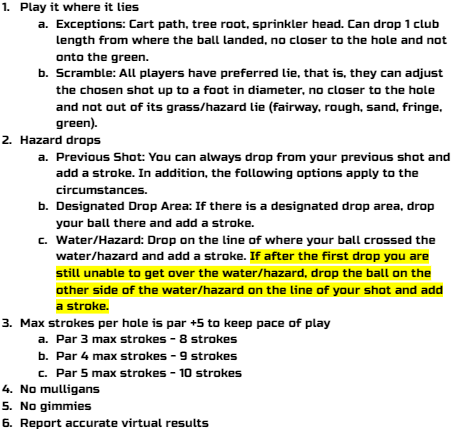 1. Play it where it lies
a. Exceptions: Cart path, tree root, sprinkler head. Can drop 1 club
length from where the ball landed, no closer to the hole and not
onto the green.
b. Scramble: All players have preferred lie, that is, they can adjust
the chosen shot up to a foot in diameter, no closer to the hole
and not out of its grass/hazard lie (fairway, rough, sand, fringe,
green).
2. Hazard drops
a. Previous Shot: You can always drop from your previous shot and
add a stroke. In addition, the following options apply to the
circumstances.
b. Designated Drop Area: If there is a designated drop area, drop
your ball there and add a stroke.
c. Water/Hazard: Drop on the line of where your ball crossed the
water/hazard and add a stroke. If after the first drop you are
still unable to get over the water/hazard, drop the ball on the
other side of the water/hazard on the line of your shot and add
a stroke.
3. Max strokes per hole is par +5 to keep pace of play
a. Par 3 max strokes - 8 strokes
b. Par 4 max strokes - 9 strokes
c. Par 5 max strokes - 10 strokes
4. No mulligans
5. No gimmies
6. Report accurate virtual results